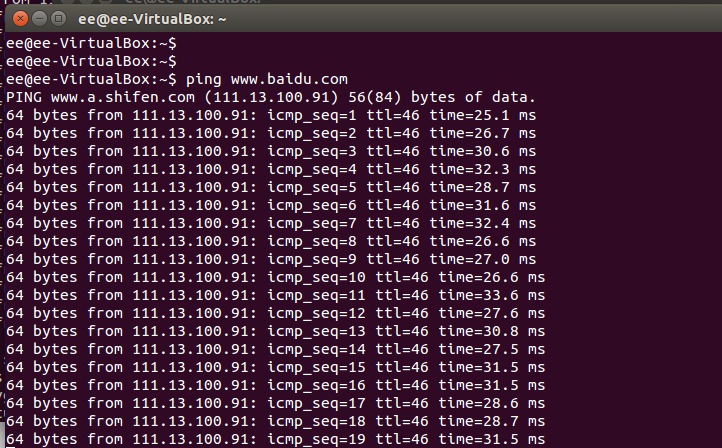 ee@ee-VirtualBox: ~
ee@ee-VirtualBox:~$
ee@ee-VirtualBox:~$
ee@ee-VirtualBox:~$ ping www.baidu.com
PING www.a.shifen.com (111.13.100.91) 56(84) bytes of data.
64 bytes from 111.13.100.91: icmp_seq=1 ttl=46 time=25.1 ms
64 bytes from 111.13.100.91: icmp_seq=2 ttl=46 time=26.7 ms
64 bytes from 111.13.100.91: icmp_seq=3 ttl=46 time=30.6 ms
64 bytes from 111.13.100.91: icmp_seq=4 ttl=46 time=32.3 ms
64 bytes from 111.13.100.91: icmp_seq=5 ttl=46 time=28.7 ms
64 bytes from 111.13.100.91: icmp_seq=6 ttl=46 time=31.6 ms
64 bytes from 111.13.100.91: icmp_seq=7 ttl=46 time=32.4 ms
64 bytes from 111.13.100.91: icmp_seq=8 ttl=46 time=26.6 ms
64 bytes from 111.13.100.91: icmp_seq=9 ttl=46 time=27.0 ms
64 bytes from 111.13.100.91: icmp_seq=10 ttl=46 time=26.6 ms
64 bytes from 111.13.100.91: icmp_seq=11 ttl=46 time=33.6 ms
64 bytes from 111.13.100.91: icmp_seq=12 ttl=46 time=27.6 ms
64 bytes from 111.13.100.91: icmp_seq=13 ttl=46 time=30.8 ms
64 bytes from 111.13.100.91: icmp_seq=14 ttl=46 time=27.5 ms
64 bytes from 111.13.100.91: icmp_seq=15 ttl=46 time=31.5 ms
64 bytes from 111.13.100.91: icmp_seq=16 ttl=46 time=31.5 ms
64 bytes from 111.13.100.91: icmp_seq=17 ttl=46 time=28.6 ms
64 bytes from 111.13.100.91: icmp_seq=18 ttl=46 time=28.7 ms
64 bytes from 111.13.100.91: icmp_seq=19 ttl=46 time=31.5 ms